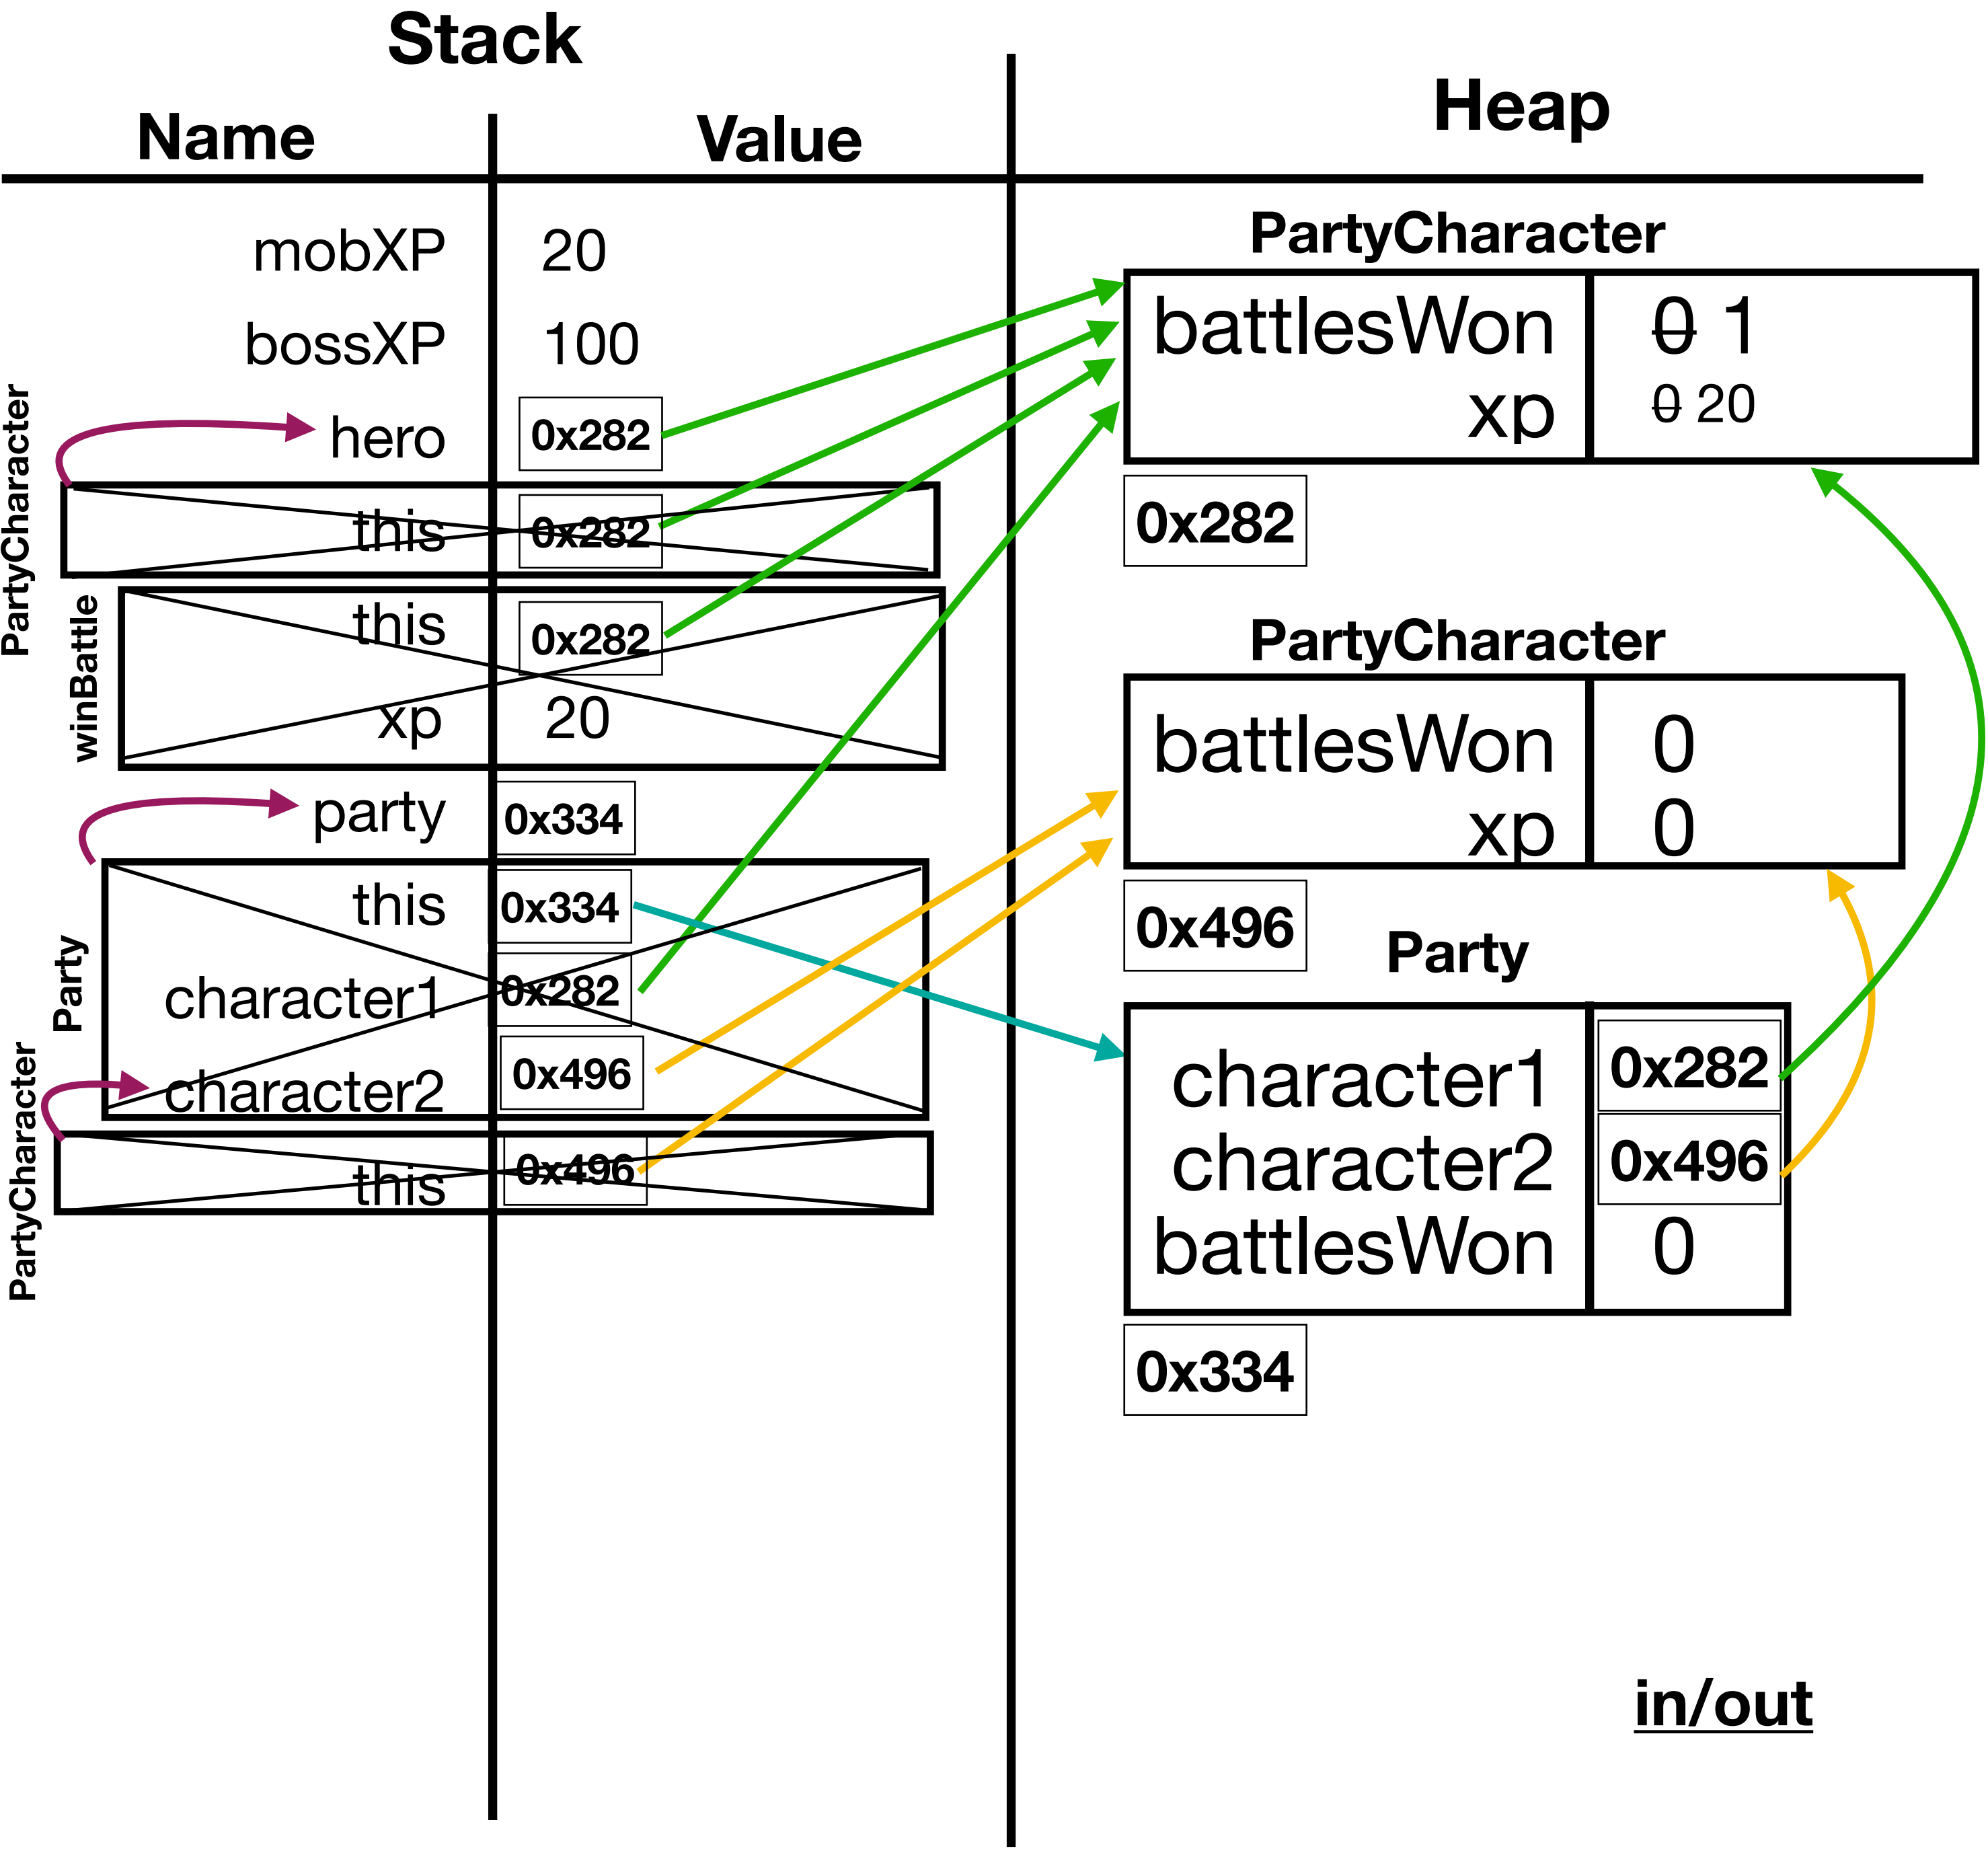 Stack
Heap
Name
Value
mobXP 20
bossXP 100
hero 0x282
PartyCharacter
this 0x282
winBattle
this 0x282
xp 20
party 0x334
Party
this 0x334
character1 0x282
character2 0x496
PartyCharacter
this 0x496
PartyCharacter
battlesWon 0 1
xp 0 20
0x282
PartyCharacter
battlesWon 0
xp 0
0x496
Party
character1 0x282
character2 0x496
battlesWon 0
0x334
in/out